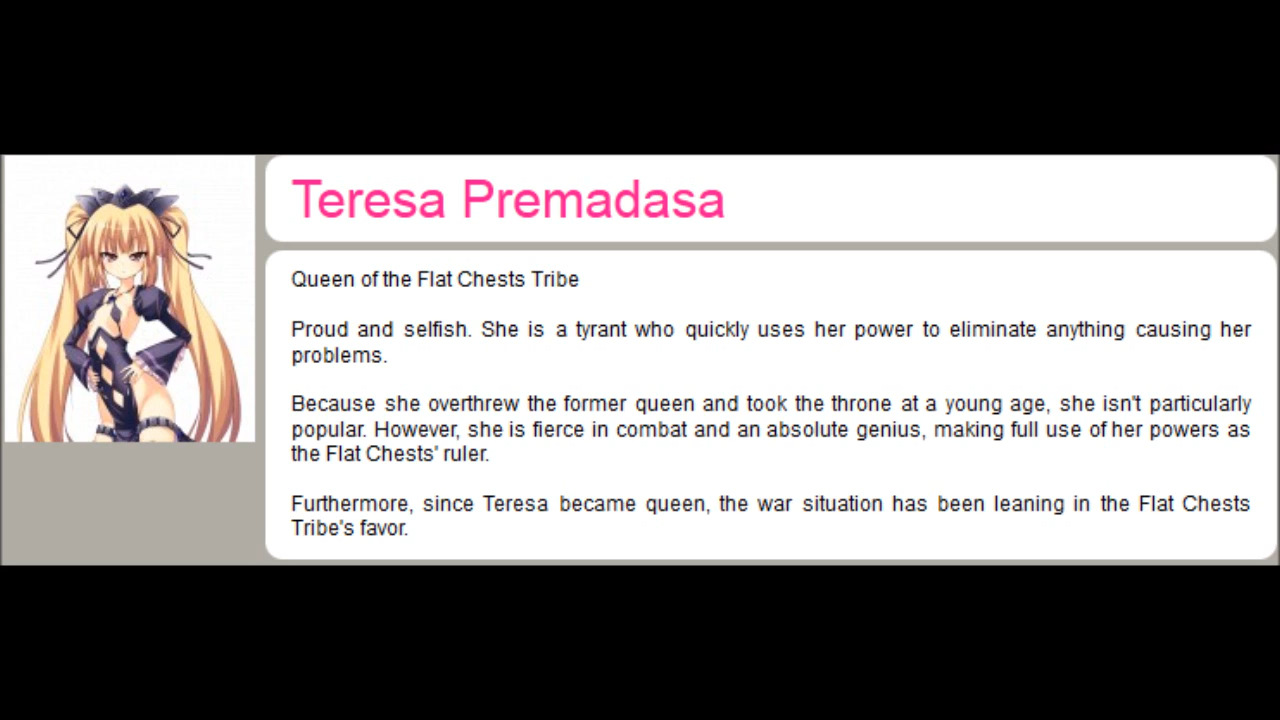 Teresa Premadasa
Queen of the Flat Chests Tribe
Proud and selfish. She is a tyrant who quickly uses her power to eliminate anything causing her
problems.
Because she overthrew the former queen and took the throne at a young age, she isn't particularly
popular. However, she is fierce in combat and an absolute genius, making full use of her powers as
the Flat Chests' ruler.
Furthermore, since Teresa became queen, the war situation has been leaning in the Flat Chests
Tribe's favor.